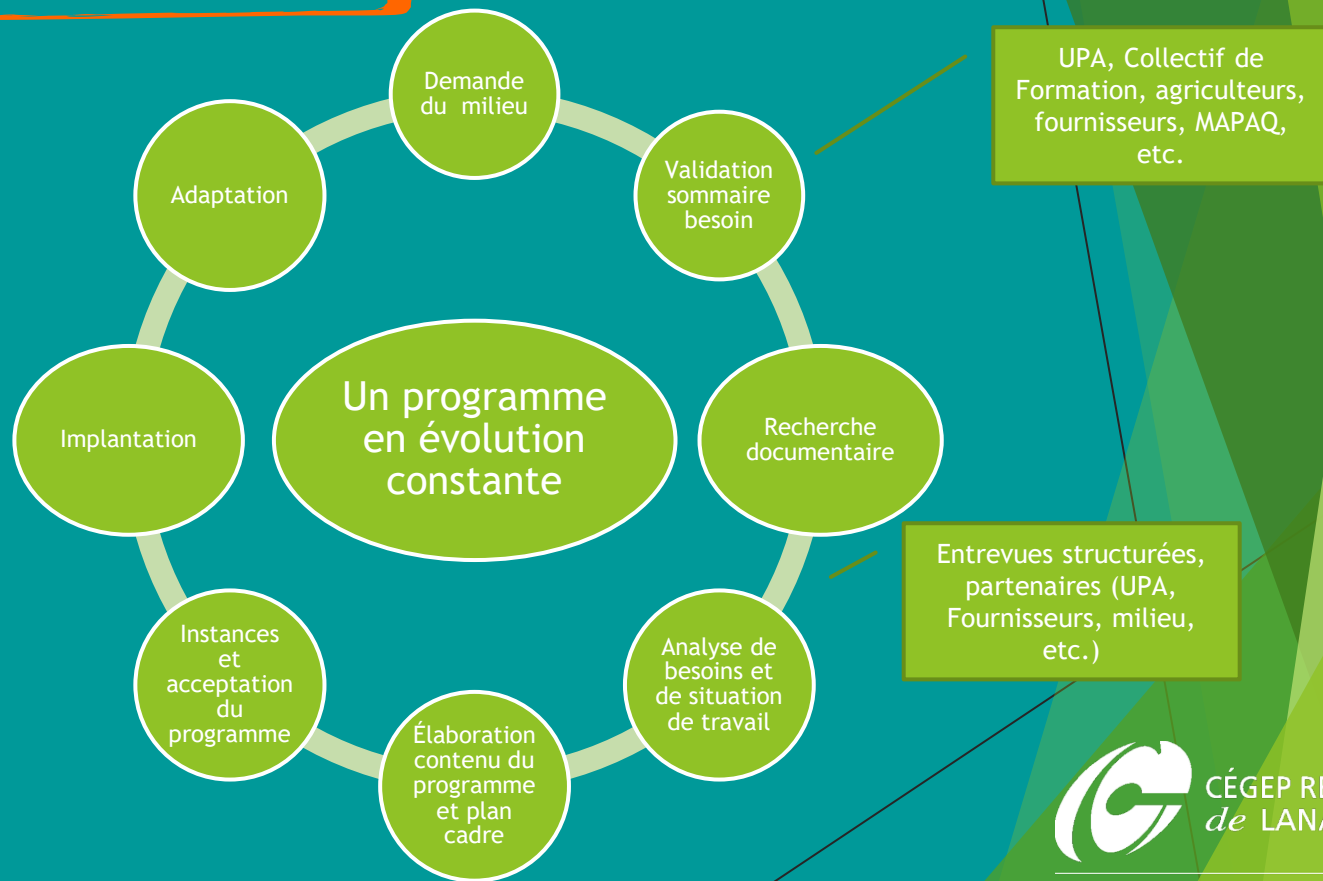 Demande
du milieu
Validation
sommaire
besoin
UPA, Collectif de
Formation, agriculteurs,
fournisseurs, MAPAQ,
etc.
Recherche
documentaire
Entrevues structurées,
partenaires (UPA,
Fournisseurs, milieu,
etc.)
Analyse de
besoins et
de situation
de travail
Élaboration
contenu du
programme
et plan
cadre
Instances
et
acceptation
du
programme
Implantation
Adaptation
Un programme
en évolution
constante
CÉGEP
de